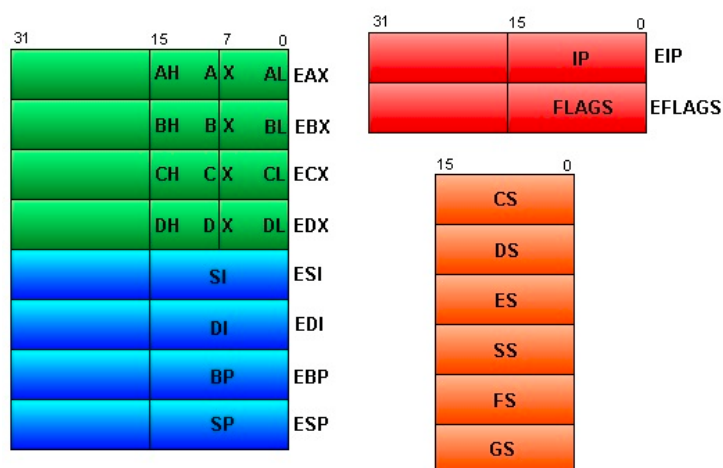 31 15 7 0
AH A X AL EAX
BH B X BL EBX
CH C X CL ECX
DH D X DL EDX
SI ESI
DI EDI
BP EBP
SP ESP
31 15 0
IP EIP
FLAGS EFLAGS
15 0
CS
DS
ES
SS
FS
GS